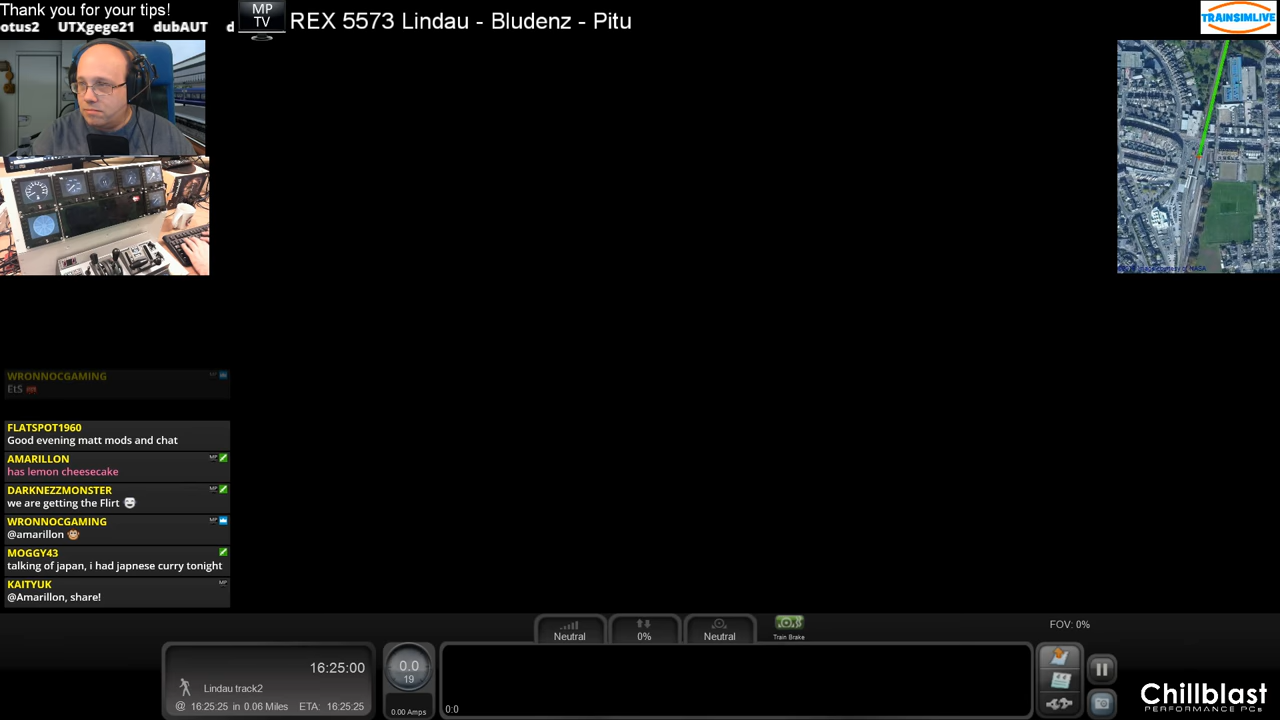 Thank you for your tips!
otus2 UTXgege21 dubAUT d
MP
TV
REX 5573 Lindau - Bludenz - Pitu
TRAINSIMLIVE
WRONNOCGAMING
ElS
FLATSPOT1960
Good evening matt mods and chat
AMARILLON
has lemon cheesecake
DARKNEZZMONSTER
we are getting the Flirt
WRONNOCGAMING
@amarillon
MOGGY43
talking of japan, i had japnese curry tonight
KAITYUK
@Amarillon, share!
Neutral
0%
Neutral
Train Brake
FOV: 0%
16:25:00
Lindau track2
@ 16:25:25 in 0.06 Miles ETA: 16:25:25
0.0
19
0.00 Amps
0:0
Chillblast
PERFORMANCE PCs